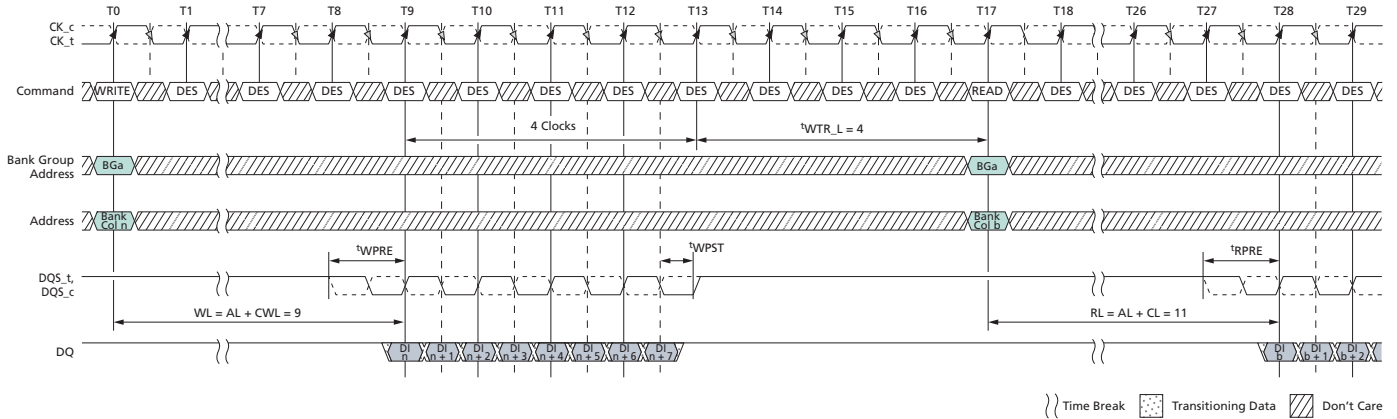 T0 T1 T7 T8 T9 T10 T11 T12 T13 T14 T15 T16 T17 T18 T26 T27 T28 T29
CK_c
CK_t
Command WRITE DES DES DES DES DES DES DES DES DES DES DES READ DES DES DES DES DES
4 Clocks tWTR_L = 4
Bank Group
Address BGa BGa
Address Bank
Col n Bank
Col b
tWPRE tWPST tRPRE
DQS_t,
DQS_c
WL = AL + CWL = 9 RL = AL + CL = 11
DQ DI
n DI
n + 1 DI
n + 2 DI
n + 3 DI
n + 4 DI
n + 5 DI
n + 6 DI
n + 7 DI
b DI
b + 1 DI
b + 2
Time Break Transitioning Data Don't Care